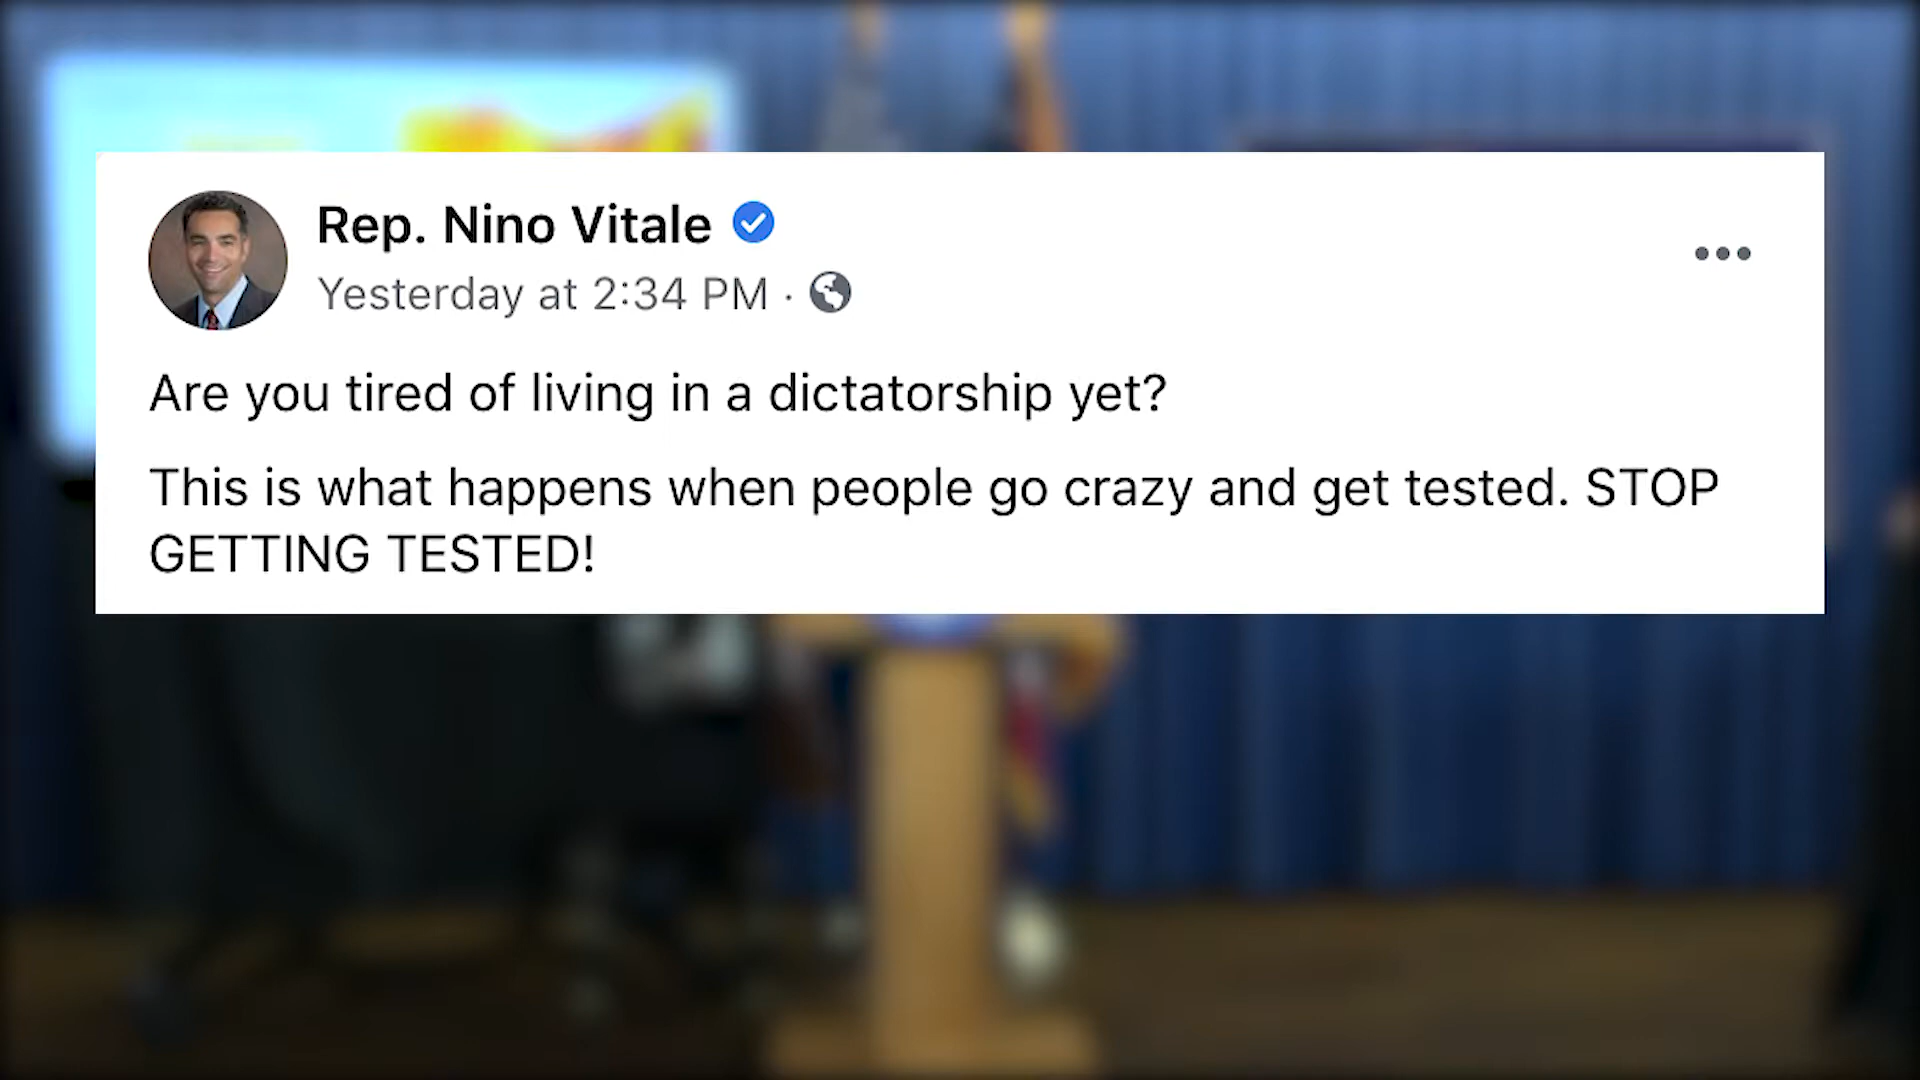 Rep. Nino Vitale
Yesterday at 2:34 PM ·
Are you tired of living in a dictatorship yet?
This is what happens when people go crazy and get tested. STOP
GETTING TESTED!